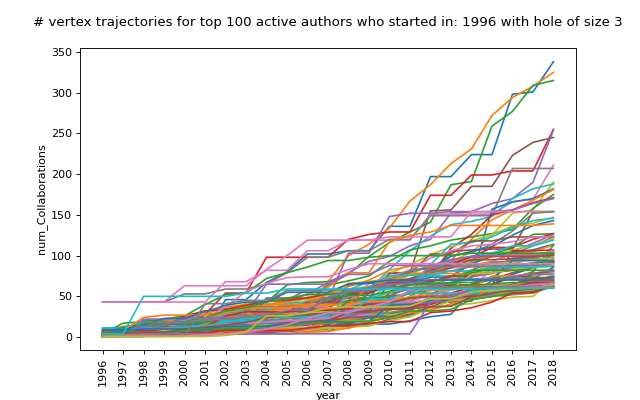 # vertex trajectories for top 100 active authors who started in: 1996 with hole of size 3
350
300
250
200
150
100
50
0
num_Collaborations
1996 1997 1998 1999 2000 2001 2002 2003 2004 2005 2006 2007 2008 2009 2010 2011 2012 2013 2014 2015 2016 2017 2018
year